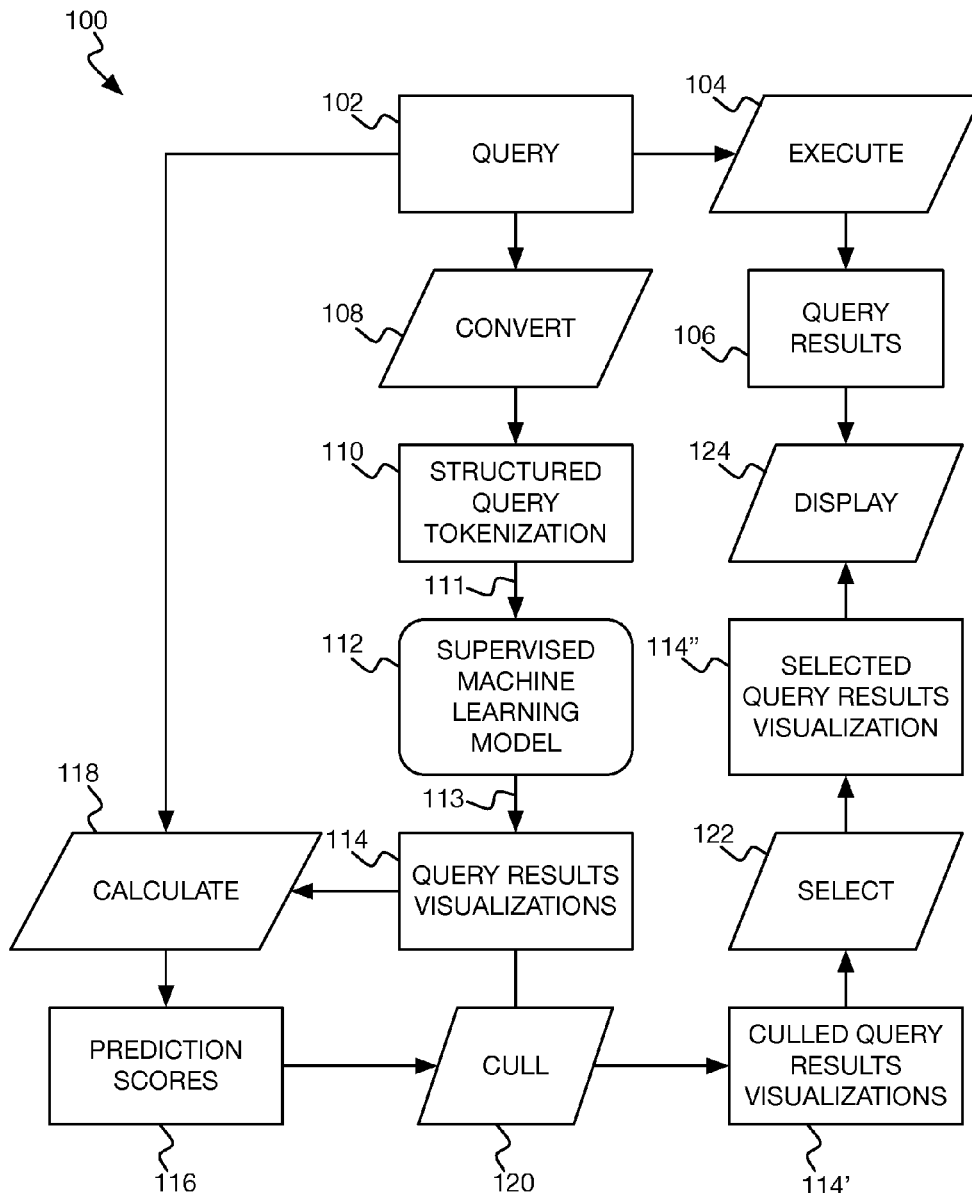 100
102
QUERY
104
EXECUTE
108
CONVERT
106
QUERY
RESULTS
110
STRUCTURED
QUERY
TOKENIZATION
124
DISPLAY
111
112
SUPERVISED
MACHINE
LEARNING
MODEL
114”
SELECTED
QUERY RESULTS
VISUALIZATION
113
118
CALCULATE
114
QUERY RESULTS
VISUALIZATIONS
122
SELECT
PREDICTION
SCORES
116
CULL
120
CULLED QUERY
RESULTS
VISUALIZATIONS
114'